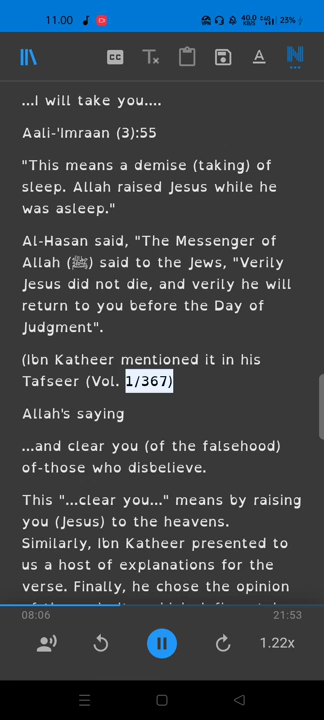 11.00
40.0 KB/S
23%
CC
T×
A
N
...I will take you....
Aali-'Imraan (3):55
"This means a demise (taking) of
sleep. Allah raised Jesus while he
was asleep."
Al-Hasan said, "The Messenger of
Allah (ﷺ) said to the Jews, "Verily
Jesus did not die, and verily he will
return to you before the Day of
Judgment".
(Ibn Katheer mentioned it in his
Tafseer (Vol. 1/367)
Allah's saying
...and clear you (of the falsehood)
of-those who disbelieve.
This "...clear you..." means by raising
you (Jesus) to the heavens.
Similarly, Ibn Katheer presented to
us a host of explanations for the
verse. Finally, he chose the opinion
08:06
21:53
1.22x